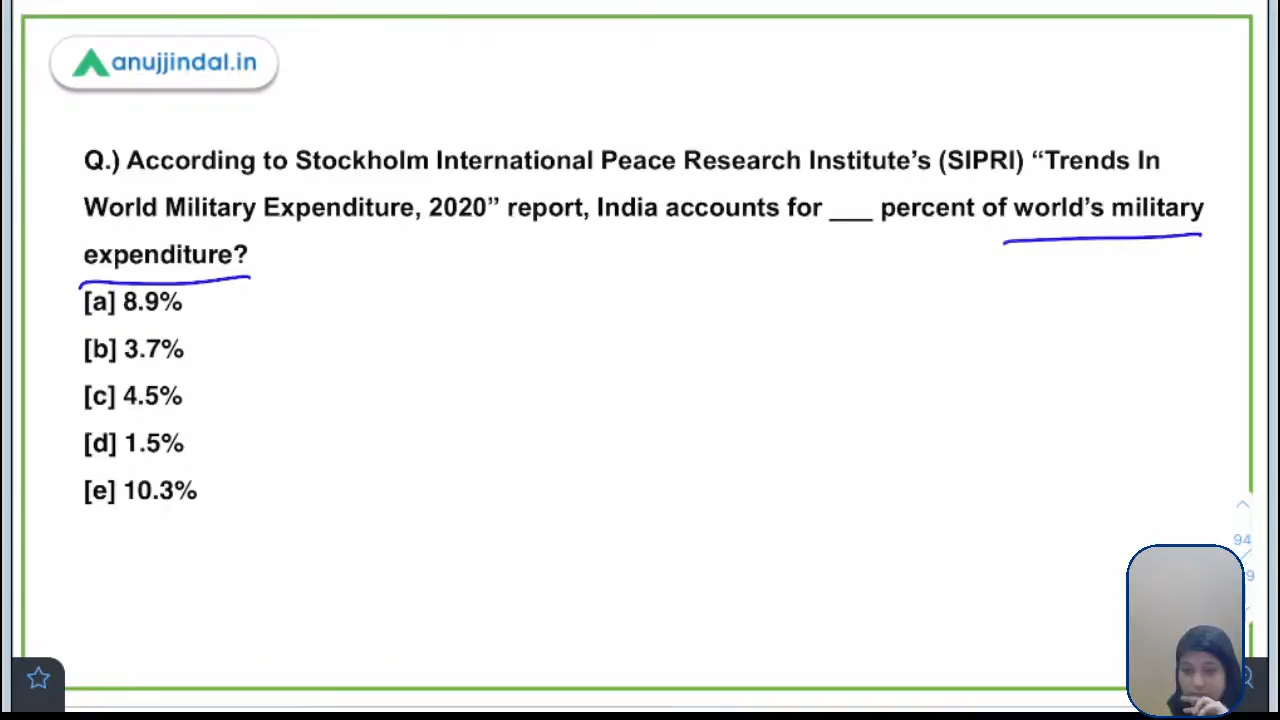 anujjindal.in
Q.) According to Stockholm International Peace Research Institute’s (SIPRI) “Trends In
World Military Expenditure, 2020” report, India accounts for ___ percent of world’s military
expenditure?
[a] 8.9%
[b] 3.7%
[c] 4.5%
[d] 1.5%
[e] 10.3%
94
9